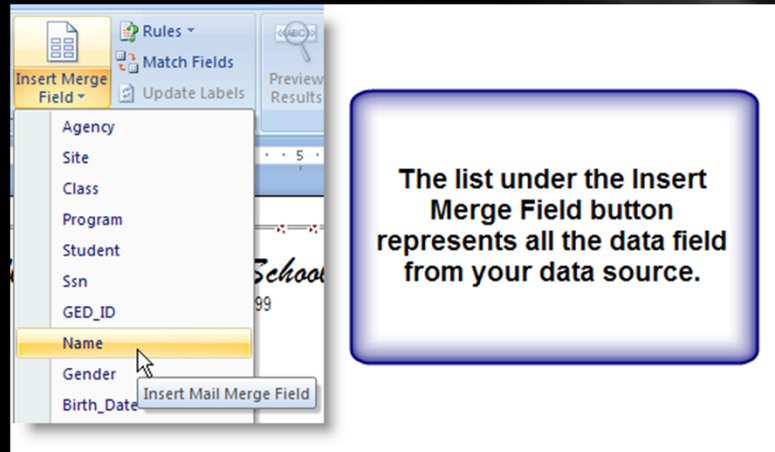 Rules
Match Fields
Update Labels
Insert Merge
Field
«ABC»
Preview
Results
Agency
Site
Class
Program
Student
Ssn
GED_ID
Name
Gender
Birth_Date
Insert Mail Merge Field
5
School
99
The list under the Insert
Merge Field button
represents all the data field
from your data source.